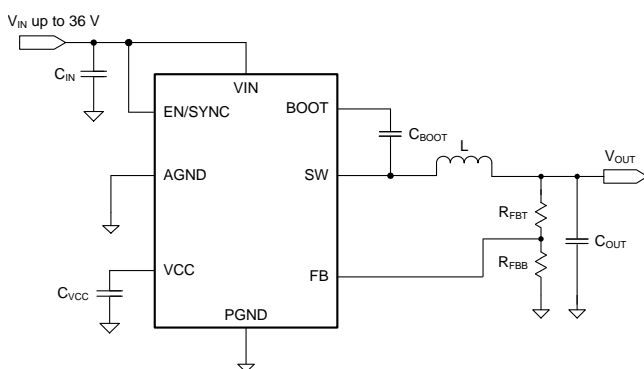 V_IN up to 36 V
C_IN
VIN
EN/SYNC
BOOT
C_BOOT
L
V_OUT
AGND
SW
R_FBT
C_OUT
R_FBB
VCC
FB
C_VCC
PGND